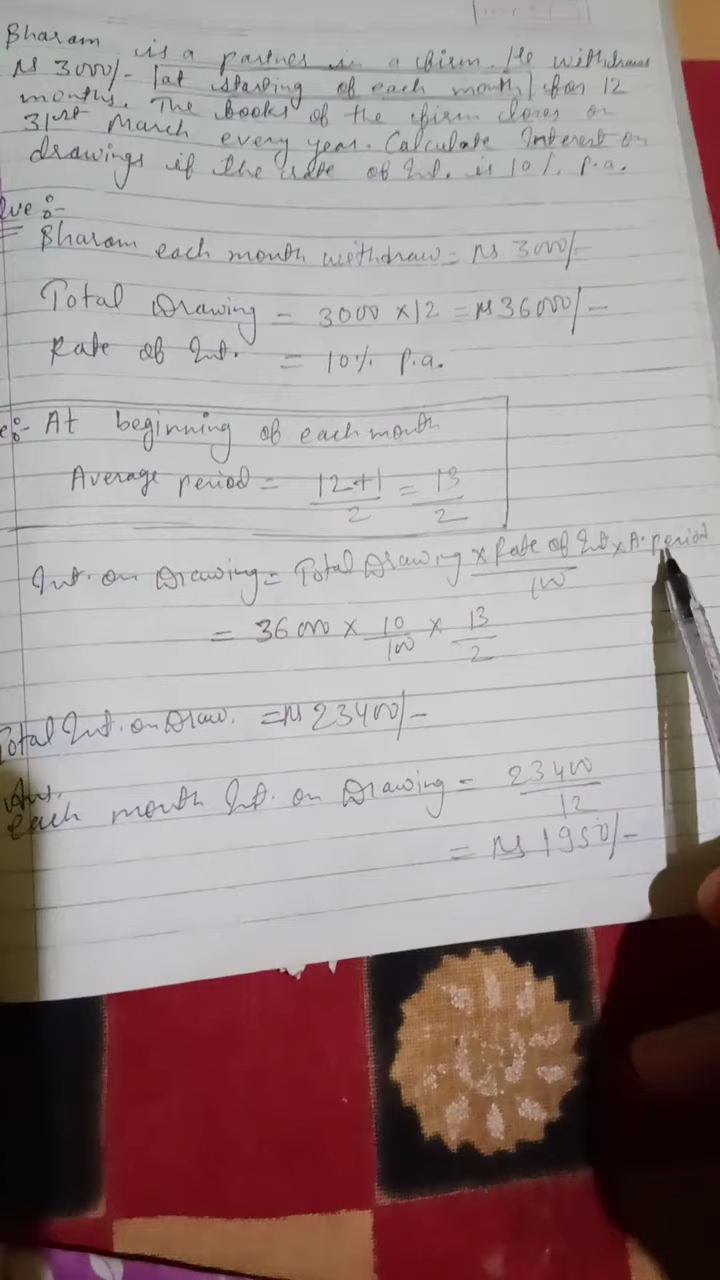 Bharam is a partner in a firm. He withdraws
Rs 3000/- [at starting of each month] for 12
months. The books of the firm closes on
31st March every year. Calculate Interest on
drawings if the rate of Int. is 10% p.a.
Bharam each month withdraw = Rs 3000/-
Total Drawing = 3000 × 12 = Rs 36000/-
Rate of Int. = 10% p.a.
At beginning of each month
Average period = 12+1/2 = 13/2
Int. on Drawing = Total Drawing × Rate of Int × A. period/100
= 36000 × 10/100 × 13/2
Total Int. on Draw. = Rs 23400/-
Ans.
each month Int. on Drawing = 23400/12
= Rs 1950/-